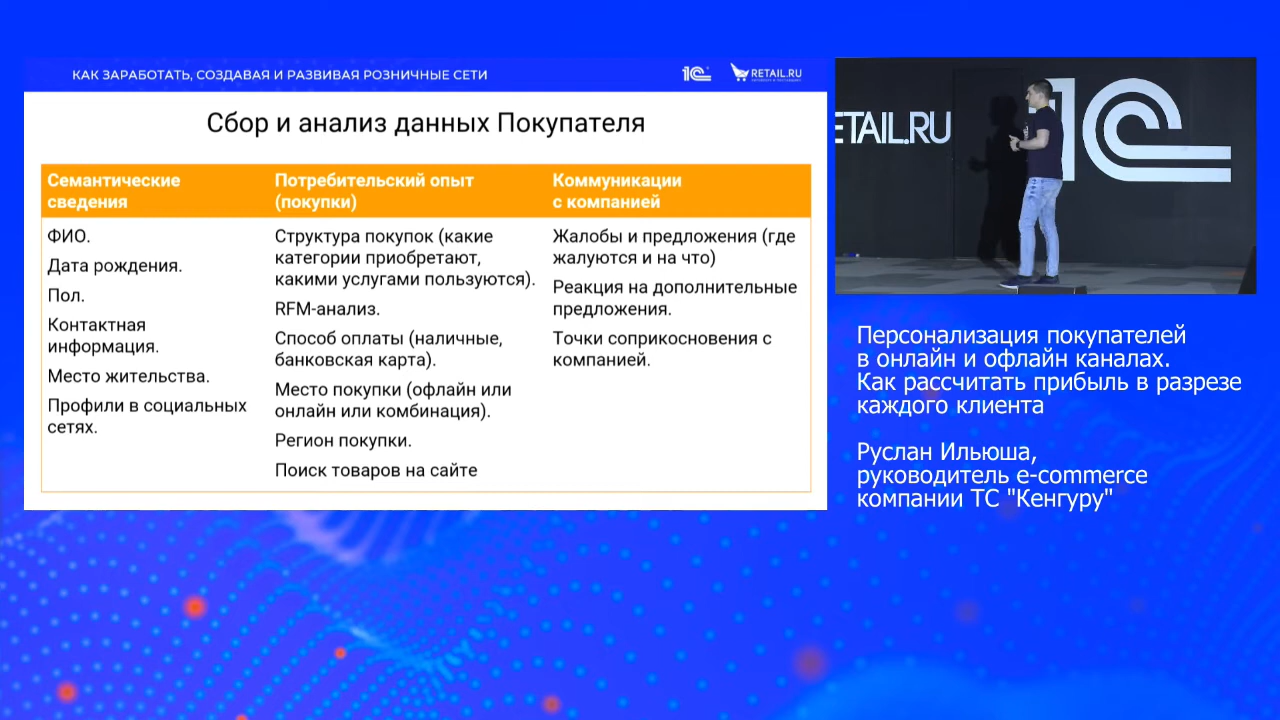 КАК ЗАРАБОТАТЬ, СОЗДАВАЯ И РАЗВИВАЯ РОЗНИЧНЫЕ СЕТИ
1С
RETAIL.RU
Сбор и анализ данных Покупателя
Семантические
сведения
ФИО.
Дата рождения.
Пол.
Контактная
информация.
Место жительства.
Профили в социальных
сетях.
Потребительский опыт
(покупки)
Структура покупок (какие
категории приобретают,
какими услугами пользуются).
RFM-анализ.
Способ оплаты (наличные,
банковская карта).
Место покупки (офлайн или
онлайн или комбинация).
Регион покупки.
Поиск товаров на сайте
Коммуникации
с компанией
Жалобы и предложения (где
жалуются и на что)
Реакция на дополнительные
предложения.
Точки соприкосновения с
компанией.
ETAIL.RU
1С
Персонализация покупателей
в онлайн и офлайн каналах.
Как рассчитать прибыль в разрезе
каждого клиента
Руслан Ильюша,
руководитель e-commerce
компании ТС "Кенгуру"